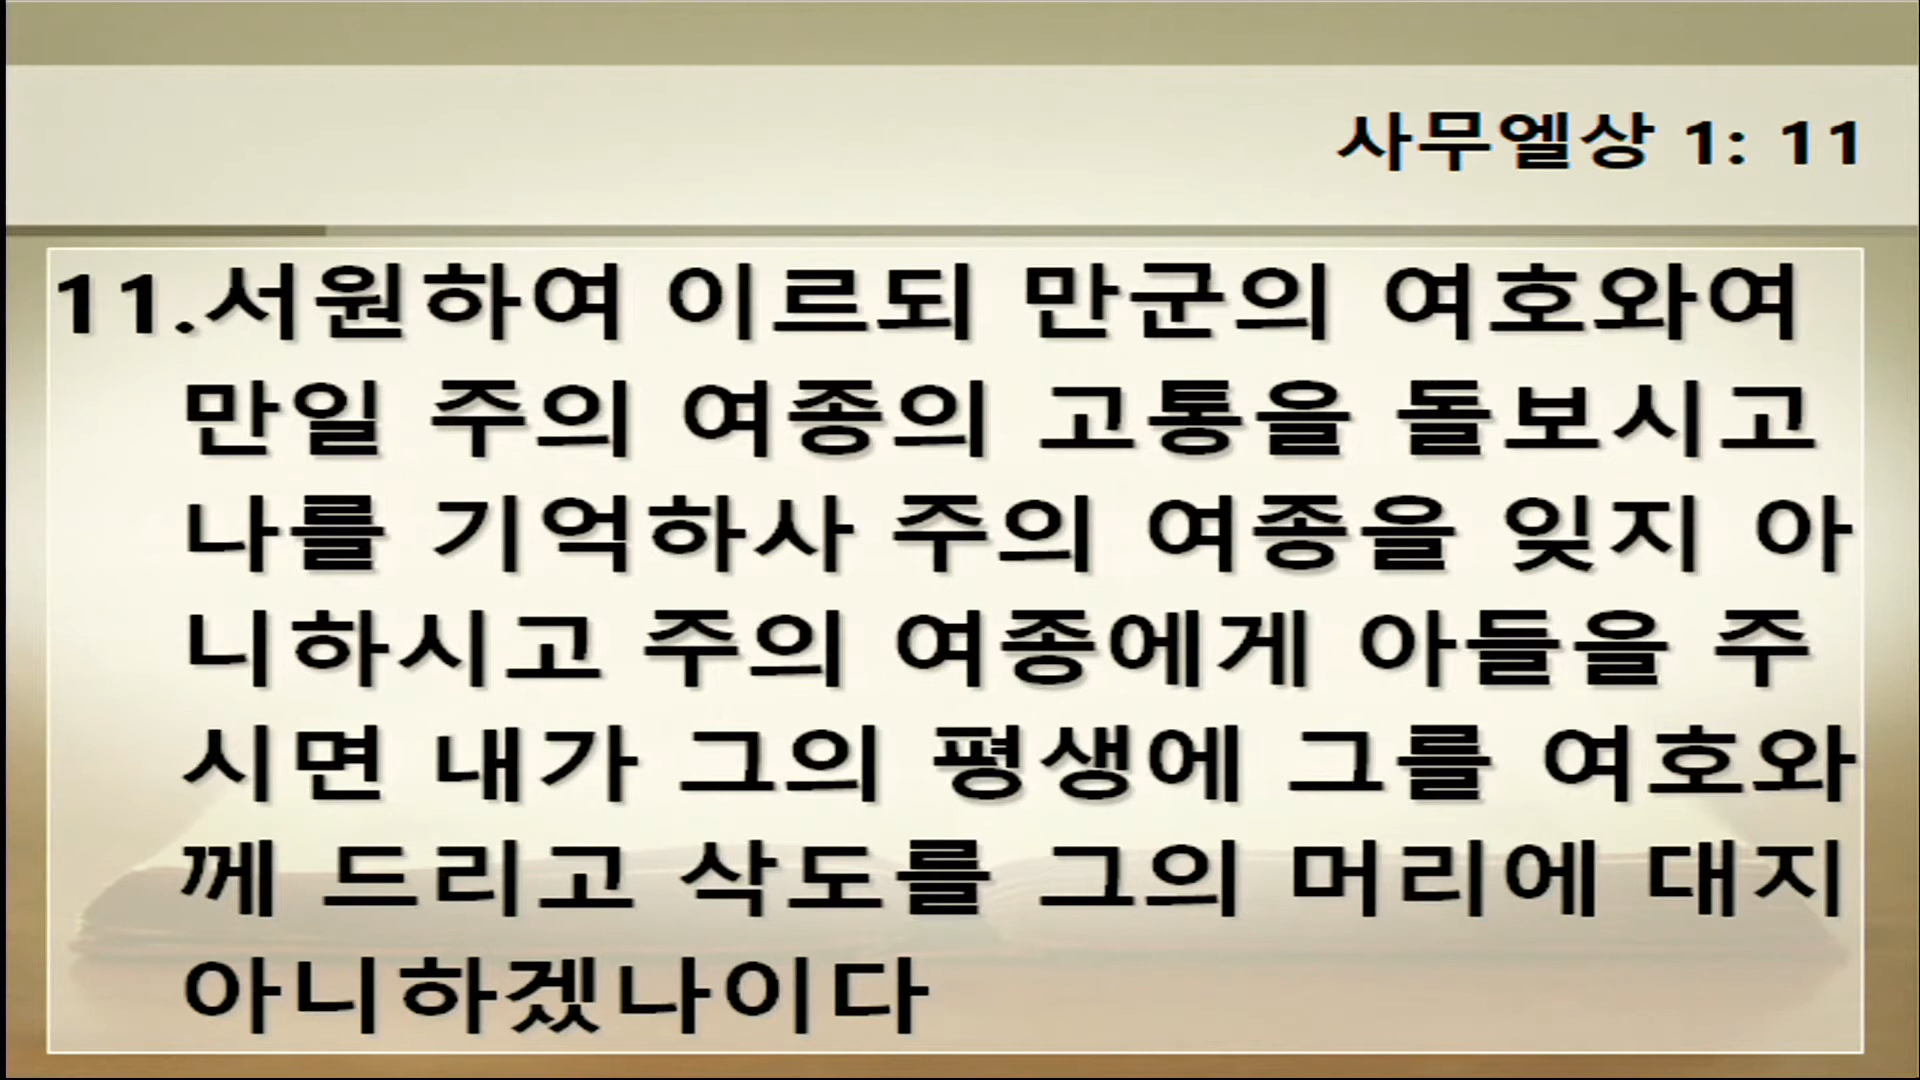 사무엘상 1: 11
11.서원하여 이르되 만군의 여호와여
만일 주의 여종의 고통을 돌보시고
나를 기억하사 주의 여종을 잊지 아
니하시고 주의 여종에게 아들을 주
시면 내가 그의 평생에 그를 여호와
께 드리고 삭도를 그의 머리에 대지
아니하겠나이다